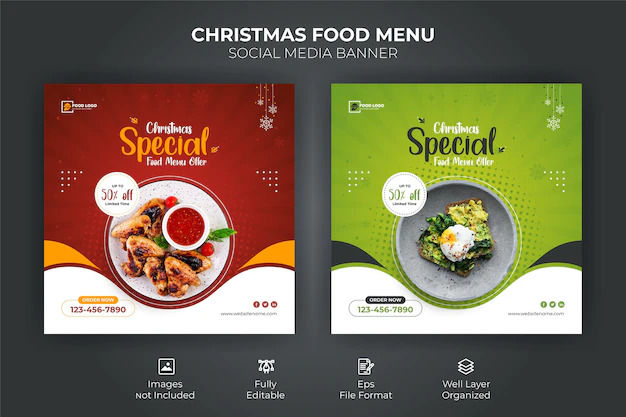 CHRISTMAS FOOD MENU
SOCIAL MEDIA BANNER
FOOD LOGO
Christmas
Special
Food Menu Offer
UP TO
50% off
Limited Time
ORDER NOW
123-456-7890
www.websitename.com
FOOD LOGO
Christmas
Special
Food Menu Offer
UP TO
50% off
Limited Time
ORDER NOW
123-456-7890
www.websitename.com
Images
not Included
Fully
Editable
Eps
File Format
Well Layer
Organized